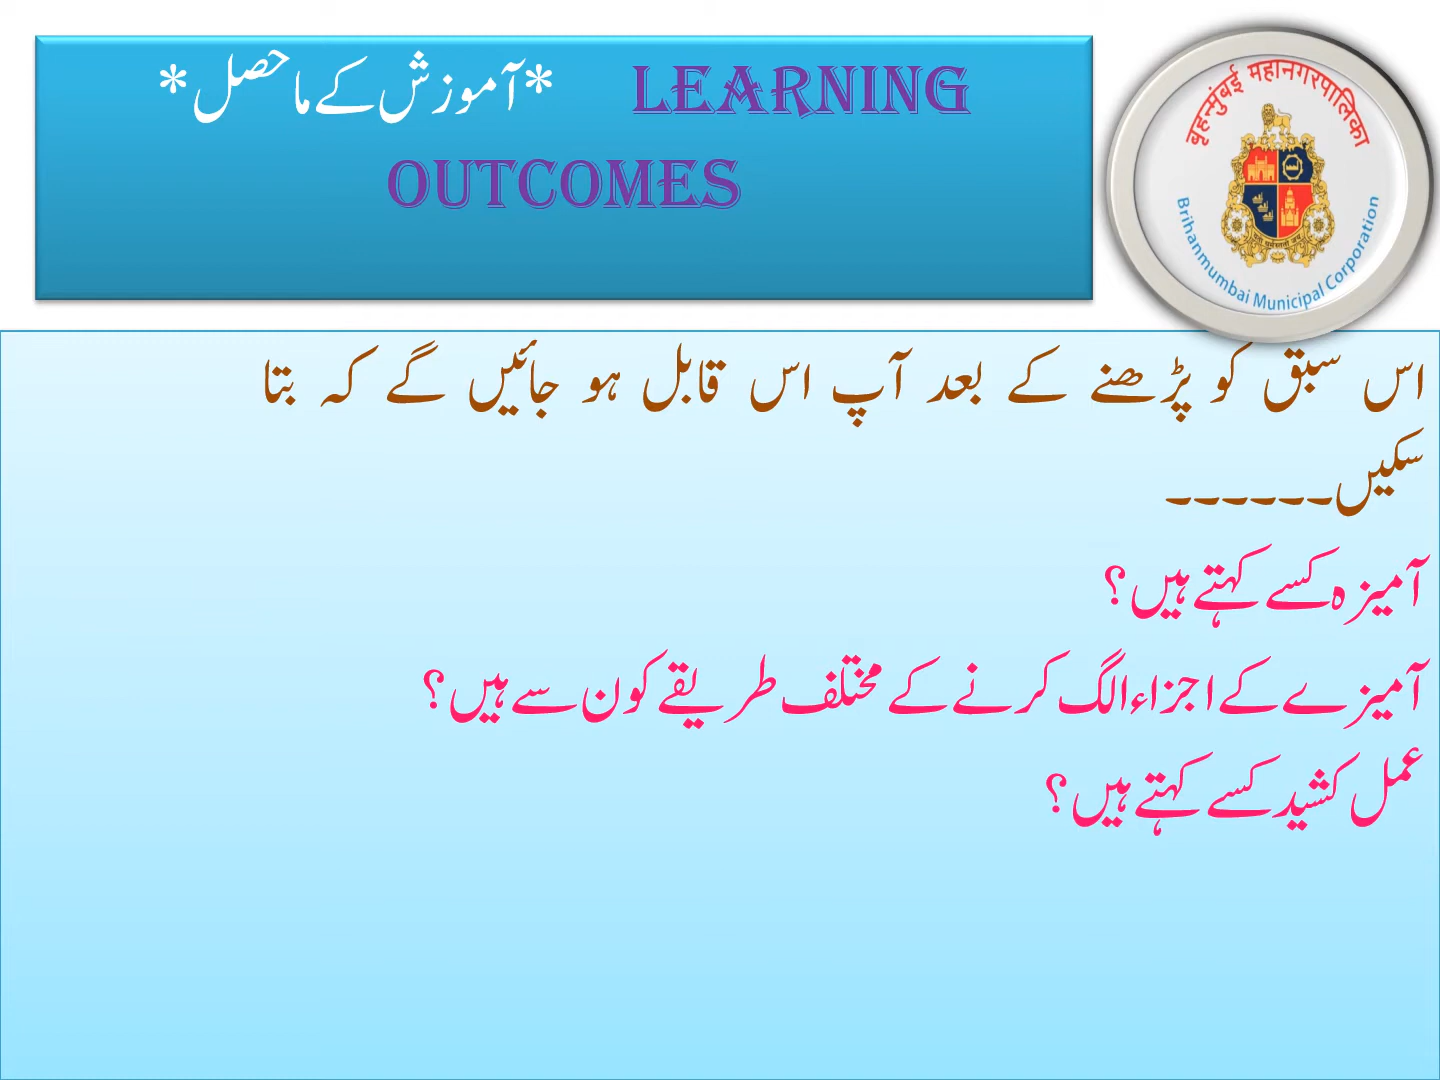 *آموزش کے ماحصل* LEARNING
OUTCOMES
बृहन्मुंबई महानगरपालिका
Brihanmumbai Municipal Corporation
اس سبق کو پڑھنے کے بعد آپ اس قابل ہو جائیں گے کہ بتا
سکیں۔۔۔۔۔۔
آمیزہ کسے کہتے ہیں؟
آمیزے کے اجزاء الگ کرنے کے مختلف طریقے کون سے ہیں؟
عمل کشید کسے کہتے ہیں؟